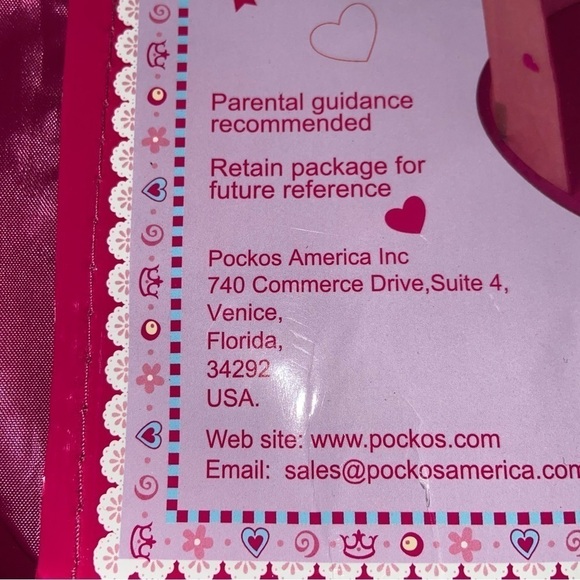 Parental guidance
recommended
Retain package for
future reference
Pockos America Inc
740 Commerce Drive,Suite 4,
Venice,
Florida,
34292
USA.
Web site: www.pockos.com
Email: sales@pockosamerica.com